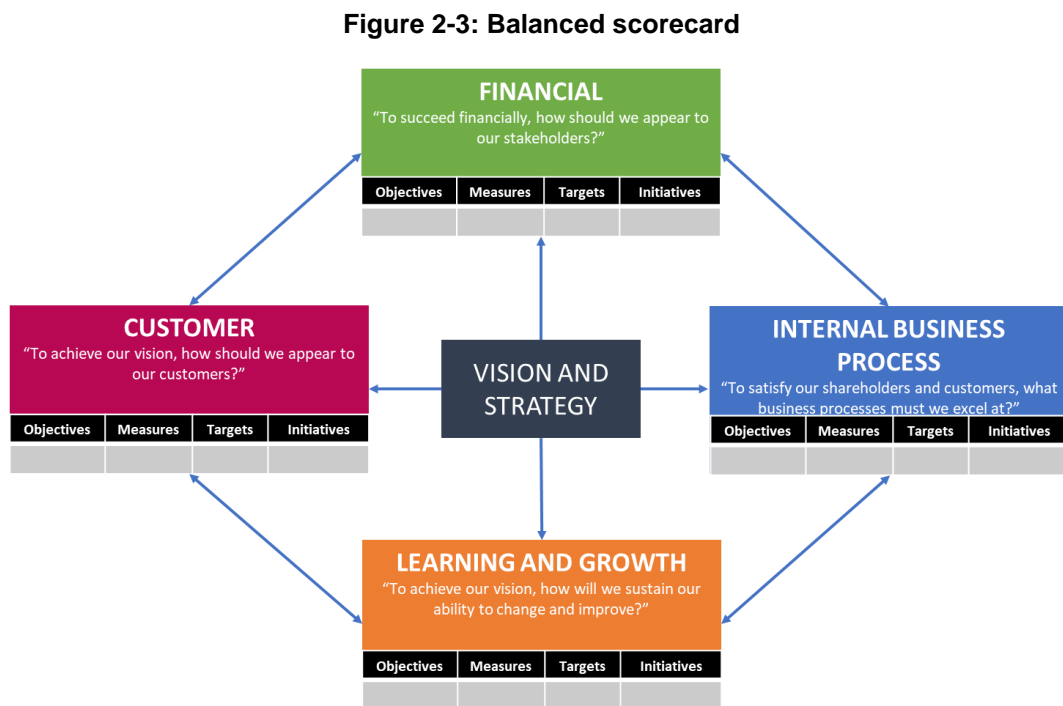 Figure 2-3: Balanced scorecard
FINANCIAL
“To succeed financially, how should we appear to
our stakeholders?”
Objectives Measures Targets Initiatives
CUSTOMER
“To achieve our vision, how should we appear to
our customers?”
Objectives Measures Targets Initiatives
VISION AND
STRATEGY
INTERNAL BUSINESS
PROCESS
“To satisfy our shareholders and customers, what
business processes must we excel at?”
Objectives Measures Targets Initiatives
LEARNING AND GROWTH
“To achieve our vision, how will we sustain our
ability to change and improve?”
Objectives Measures Targets Initiatives